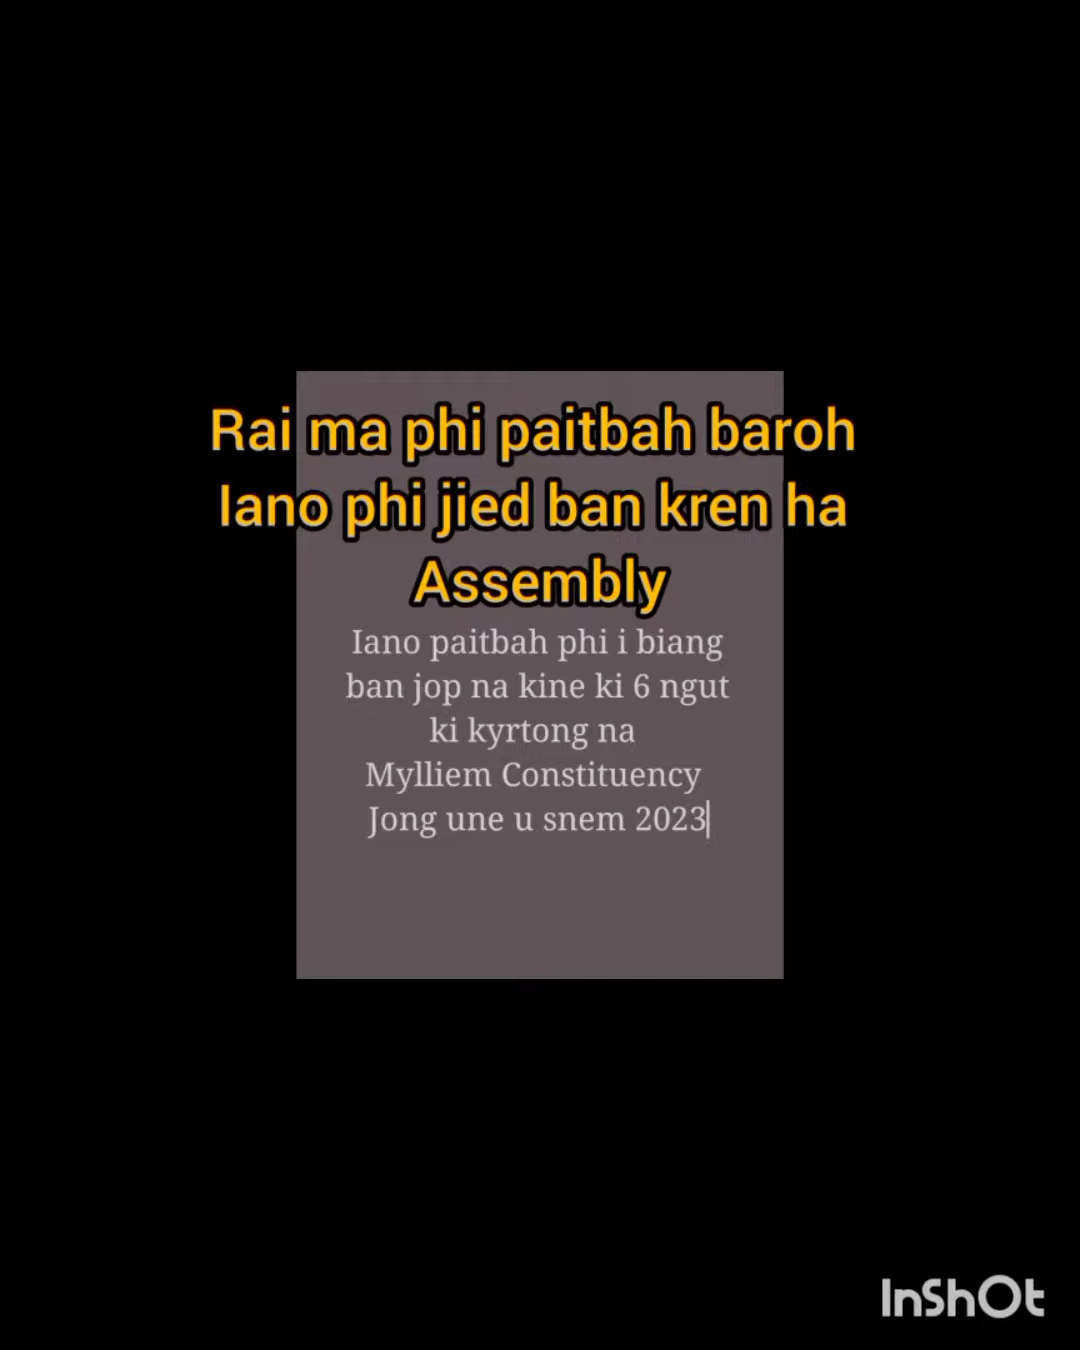 Rai ma phi paitbah baroh
Iano phi jied ban kren ha
Assembly
Iano paitbah phi i biang
ban jop na kine ki 6 ngut
ki kyrtong na
Mylliem Constituency
Jong une u snem 2023
InShOt